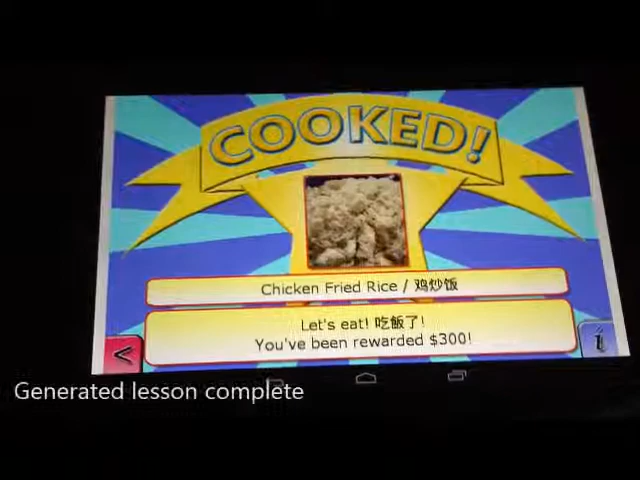 COOKED!
Chicken Fried Rice / 鸡炒饭
Let's eat! 吃飯了!
You've been rewarded $300!
<
i
Generated lesson complete